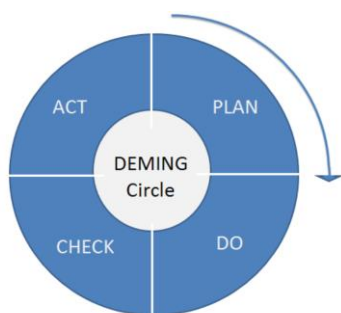 ACT
PLAN
DEMING
Circle
CHECK
DO